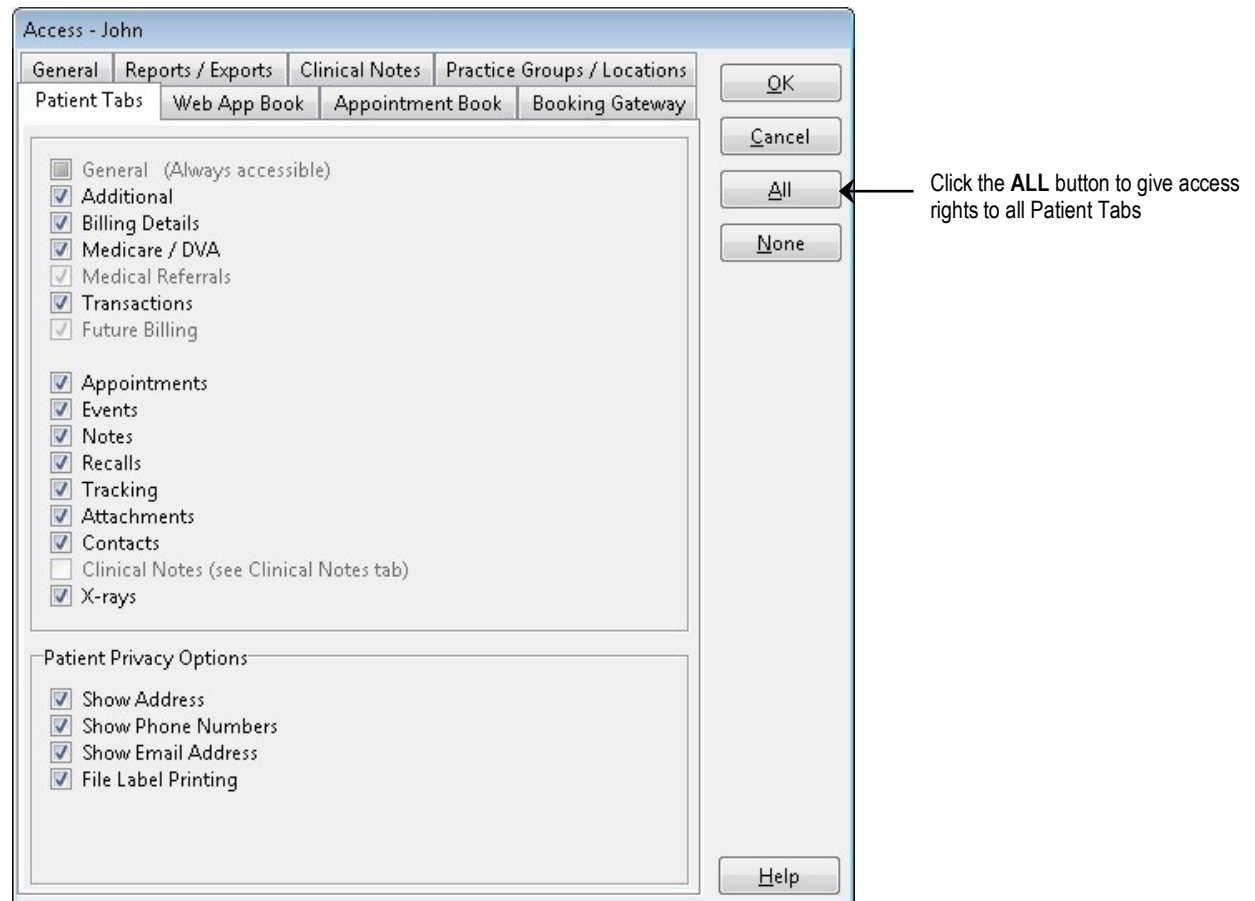 Access - John
General
Reports / Exports
Clinical Notes
Practice Groups / Locations
Patient Tabs
Web App Book
Appointment Book
Booking Gateway
OK
Cancel
All
None
Click the ALL button to give access
rights to all Patient Tabs
General (Always accessible)
Additional
Billing Details
Medicare / DVA
Medical Referrals
Transactions
Future Billing
Appointments
Events
Notes
Recalls
Tracking
Attachments
Contacts
Clinical Notes (see Clinical Notes tab)
X-rays
Patient Privacy Options
Show Address
Show Phone Numbers
Show Email Address
File Label Printing
Help